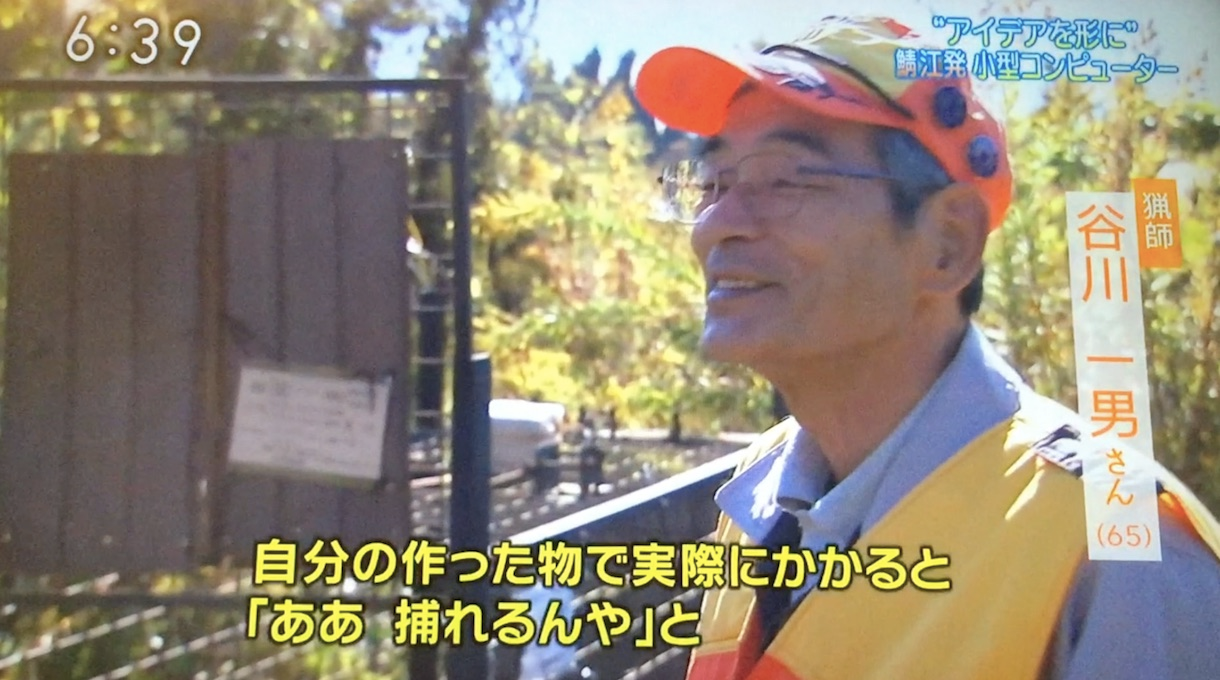 6:39
“アイデアを形に”
鯖江発 小型コンピューター
猟師
谷川 一男さん
(65)
自分の作った物で実際にかかると
「ああ 捕れるんや」と